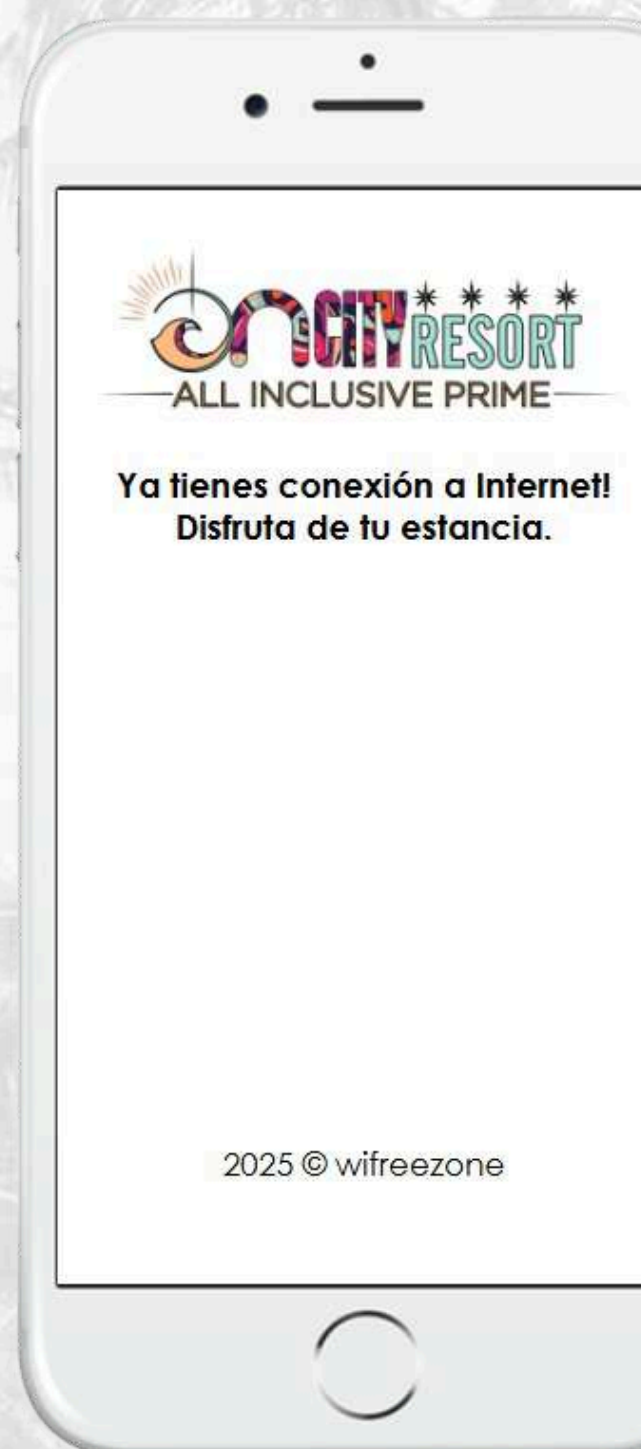 ON CITY RESORT
ALL INCLUSIVE PRIME
Ya tienes conexión a Internet!
Disfruta de tu estancia.
2025 © wifreezone